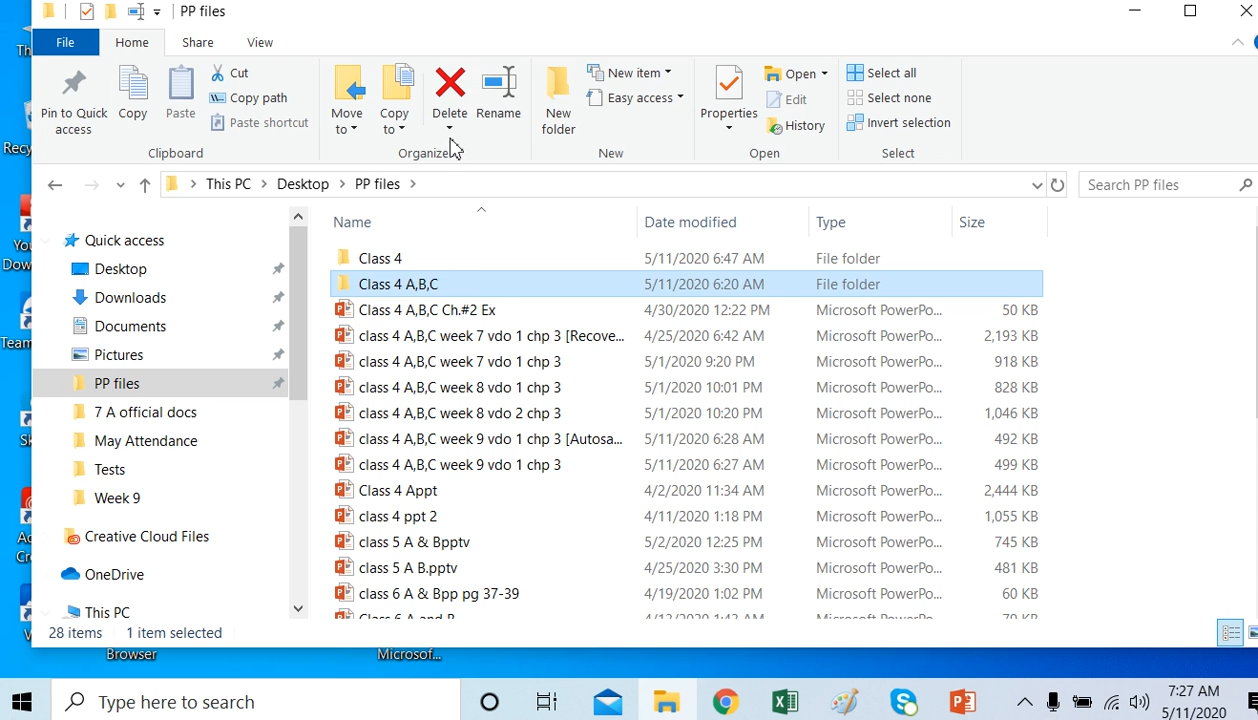 PP files
File Home Share View
Pin to Quick access
Copy
Paste
Cut
Copy path
Paste shortcut
Clipboard
Move to
Copy to
Delete
Rename
Organize
New folder
New item
Easy access
New
Properties
Open
Edit
History
Open
Select all
Select none
Invert selection
Select
This PC Desktop PP files
Search PP files
Quick access
Desktop
Downloads
Documents
Pictures
PP files
7 A official docs
May Attendance
Tests
Week 9
Creative Cloud Files
OneDrive
This PC
Name Date modified Type Size
Class 4 5/11/2020 6:47 AM File folder
Class 4 A,B,C 5/11/2020 6:20 AM File folder
Class 4 A,B,C Ch.#2 Ex 4/30/2020 12:22 PM Microsoft PowerPo... 50 KB
class 4 A,B,C week 7 vdo 1 chp 3 [Recove... 4/25/2020 6:42 AM Microsoft PowerPo... 2,193 KB
class 4 A,B,C week 7 vdo 1 chp 3 5/1/2020 9:20 PM Microsoft PowerPo... 918 KB
class 4 A,B,C week 8 vdo 1 chp 3 5/1/2020 10:01 PM Microsoft PowerPo... 828 KB
class 4 A,B,C week 8 vdo 2 chp 3 5/1/2020 10:20 PM Microsoft PowerPo... 1,046 KB
class 4 A,B,C week 9 vdo 1 chp 3 [Autosa... 5/11/2020 6:28 AM Microsoft PowerPo... 492 KB
class 4 A,B,C week 9 vdo 1 chp 3 5/11/2020 6:27 AM Microsoft PowerPo... 499 KB
Class 4 Appt 4/2/2020 11:34 AM Microsoft PowerPo... 2,444 KB
class 4 ppt 2 4/11/2020 1:18 PM Microsoft PowerPo... 1,055 KB
class 5 A & Bpptv 5/2/2020 12:25 PM Microsoft PowerPo... 745 KB
class 5 A B.pptv 4/25/2020 3:30 PM Microsoft PowerPo... 481 KB
class 6 A & Bpp pg 37-39 4/19/2020 1:02 PM Microsoft PowerPo... 60 KB
28 items 1 item selected
Browser
Microsof...
Type here to search
7:27 AM
5/11/2020